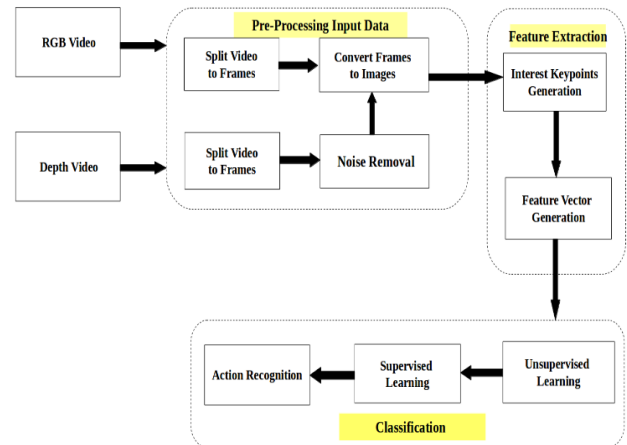 Pre-Processing Input Data
RGB Video
Split Video
to Frames
Convert Frames
to Images
Depth Video
Split Video
to Frames
Noise Removal
Feature Extraction
Interest Keypoints
Generation
Feature Vector
Generation
Unsupervised
Learning
Supervised
Learning
Action Recognition
Classification